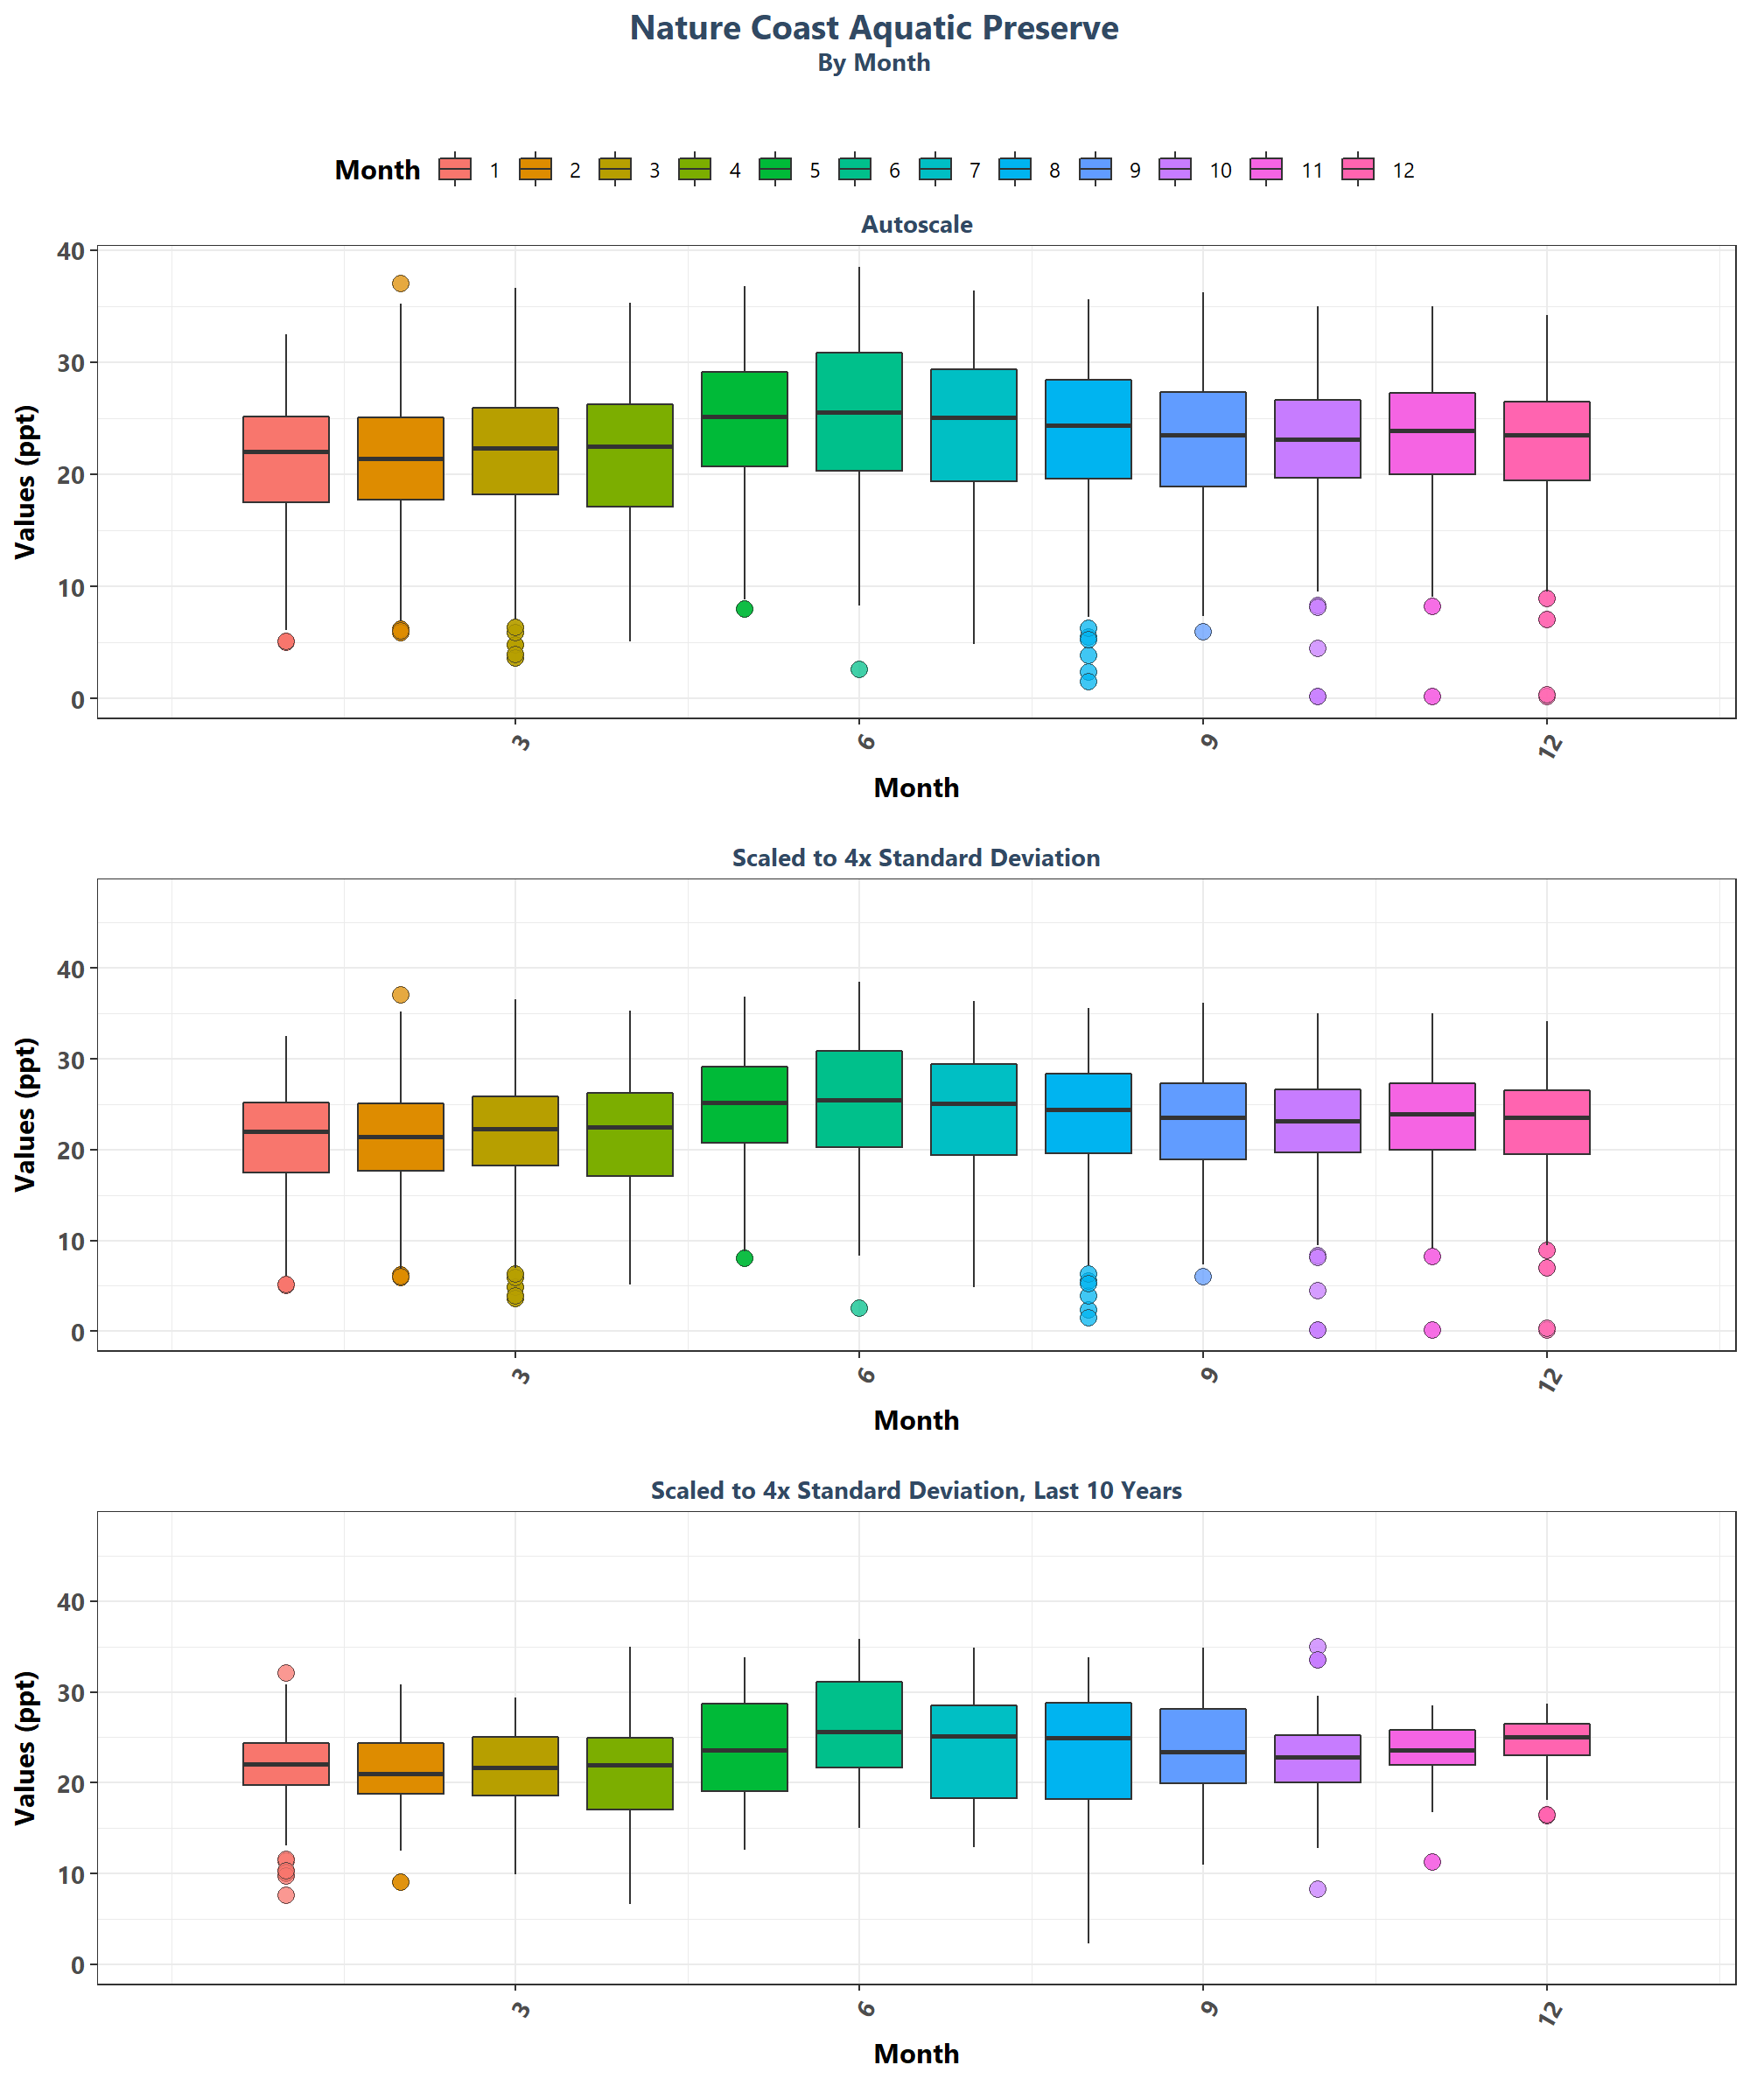 Nature Coast Aquatic Preserve
By Month
Month 1 2 3 4 5 6 7 8 9 10 11 12
Autoscale
Values (ppt)
40
30
20
10
0
3 6 9 12
Month
Scaled to 4x Standard Deviation
Values (ppt)
40
30
20
10
0
3 6 9 12
Month
Scaled to 4x Standard Deviation, Last 10 Years
Values (ppt)
40
30
20
10
0
3 6 9 12
Month